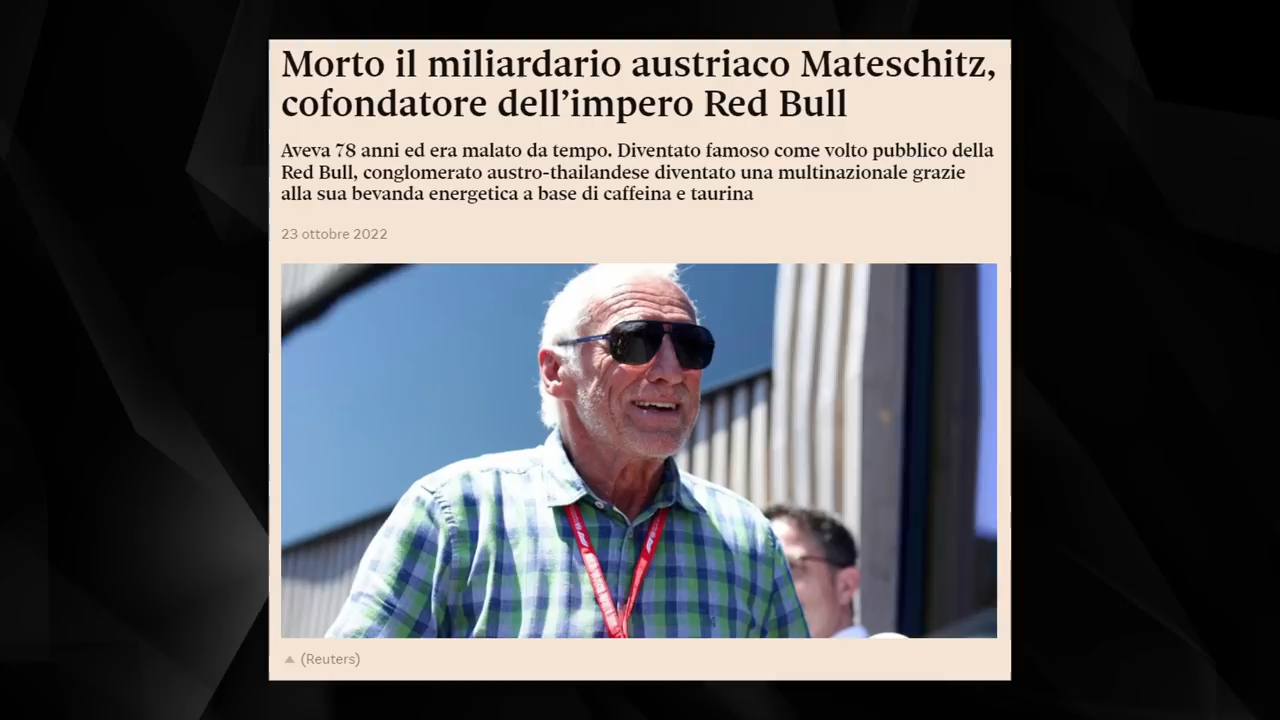 Morto il miliardario austriaco Mateschitz,
cofondatore dell’impero Red Bull
Aveva 78 anni ed era malato da tempo. Diventato famoso come volto pubblico della
Red Bull, conglomerato austro-thailandese diventato una multinazionale grazie
alla sua bevanda energetica a base di caffeina e taurina
23 ottobre 2022
(Reuters)